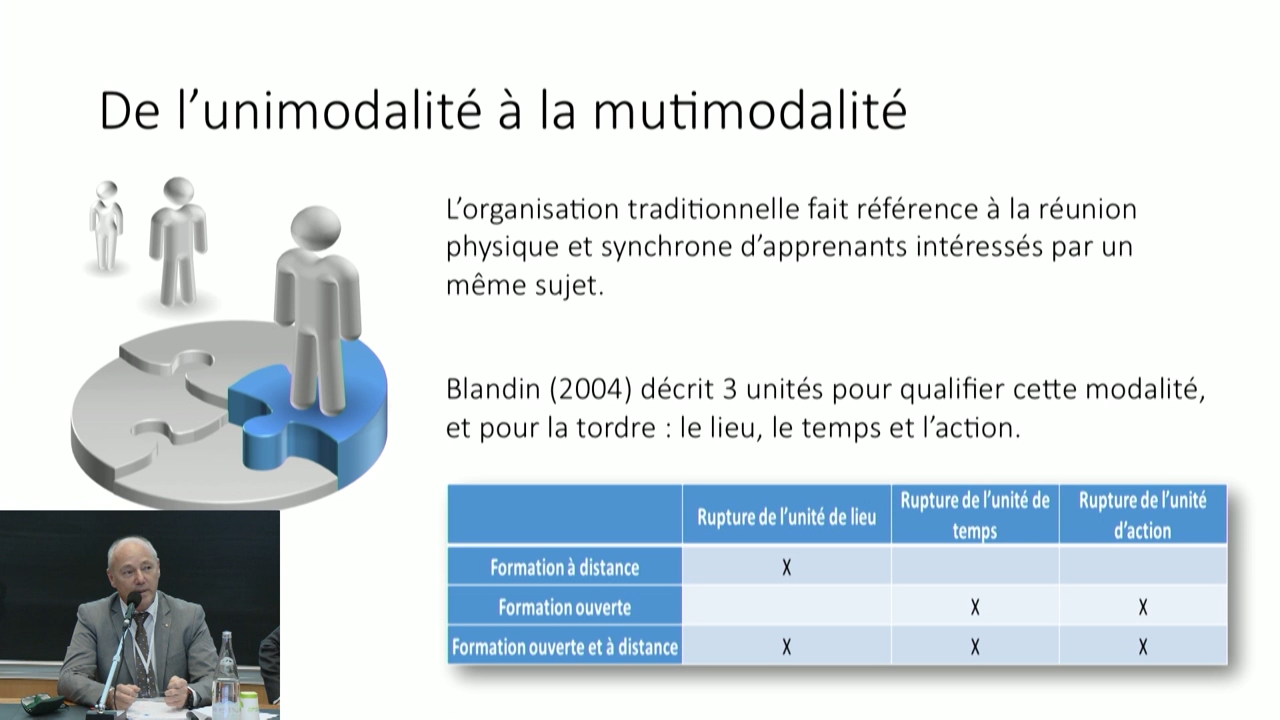 De l'unimodalité à la mutimodalité
L'organisation traditionnelle fait référence à la réunion
physique et synchrone d'apprenants intéressés par un
même sujet.
Blandin (2004) décrit 3 unités pour qualifier cette modalité,
et pour la tordre : le lieu, le temps et l'action.
Rupture de l'unité de lieu
Rupture de l'unité de
temps
Rupture de l'unité
d'action
Formation à distance X
Formation ouverte X X
Formation ouverte et à distance X X X